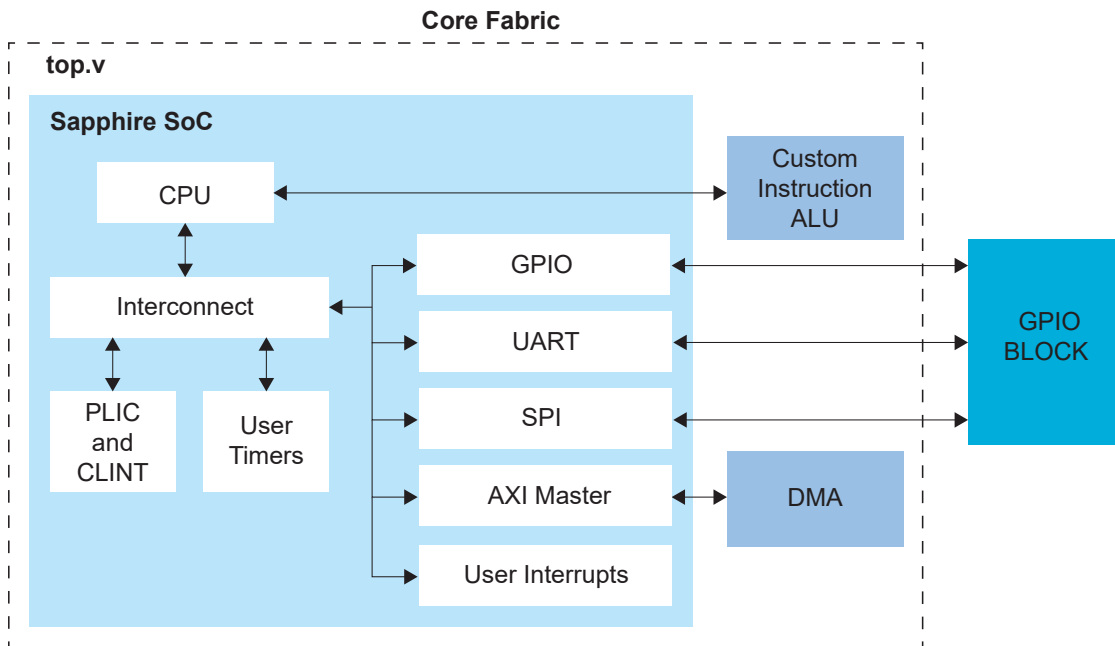 Core Fabric
top.v
Sapphire SoC
CPU
Custom
Instruction
ALU
GPIO
Interconnect
UART
GPIO
BLOCK
PLIC
and
CLINT
User
Timers
SPI
AXI Master
DMA
User Interrupts